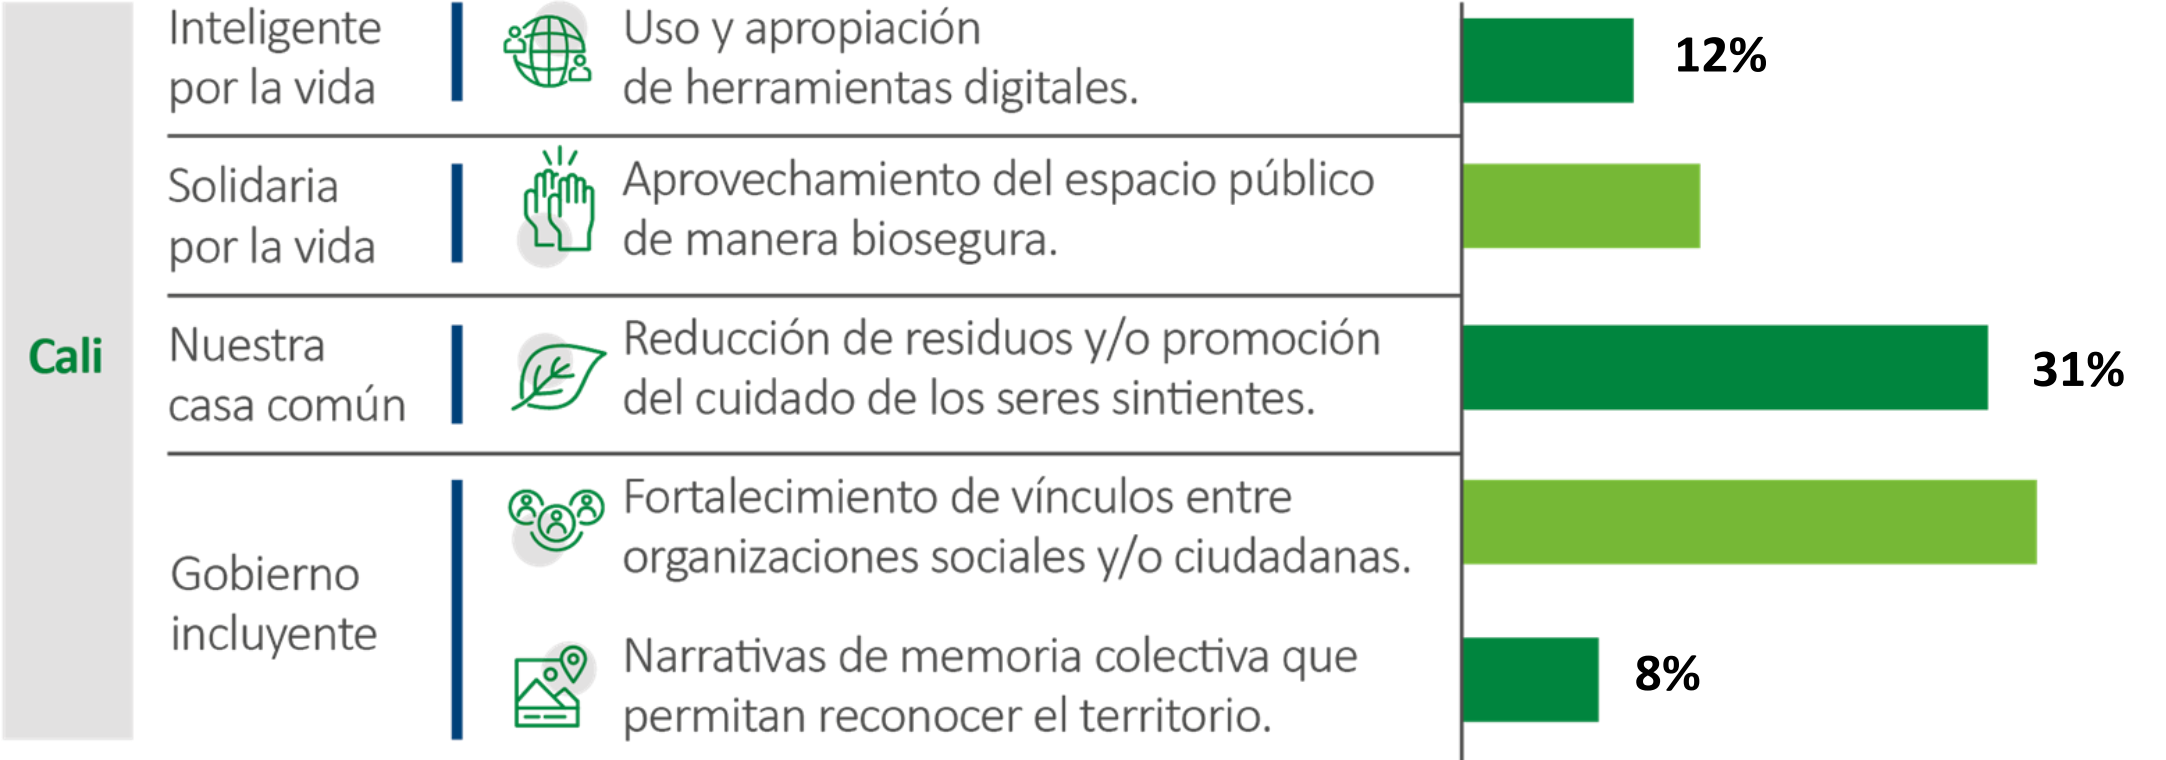 Cali
Inteligente
por la vida
Uso y apropiación
de herramientas digitales.
12%
Solidaria
por la vida
Aprovechamiento del espacio público
de manera biosegura.
Nuestra
casa común
Reducción de residuos y/o promoción
del cuidado de los seres sintientes.
31%
Gobierno
incluyente
Fortalecimiento de vínculos entre
organizaciones sociales y/o ciudadanas.
Narrativas de memoria colectiva que
permitan reconocer el territorio.
8%